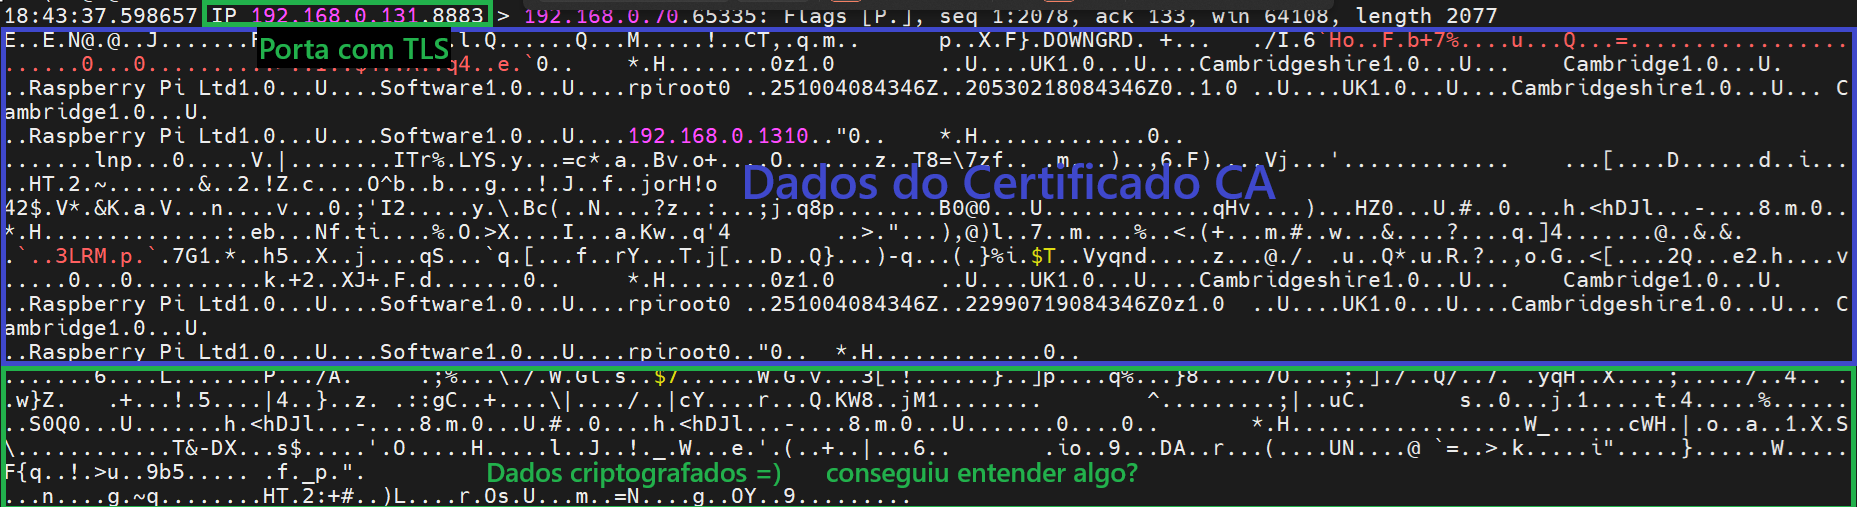 18:43:37.598657 IP 192.168.0.131.8883 > 192.168.0.70.65335: Flags [P.], seq 1:2078, ack 133, win 64108, length 2077
Porta com TLS
E..E.N@.@..J.......
.l.Q......Q...M.....!..CT,.q.m.. p..X.F}.DOWNGRD. +... ./I.6`Ho..F.b+7%....u...Q...=..................
.......0...0..........
q4..e.`0.. *.H........0z1.0 ..U....UK1.0...U....Cambridgeshire1.0...U... Cambridge1.0...U.
..Raspberry Pi Ltd1.0...U....Software1.0...U....rpiroot0 ..251004084346Z..20530218084346Z0..1.0 ..U....UK1.0...U....Cambridgeshire1.0...U... C
ambridge1.0...U.
..Raspberry Pi Ltd1.0...U....Software1.0...U....192.168.0.1310.."0.. *.H.............0..
.......lnp...0.....V.|........ITr%.LYS.y...=c*.a..Bv.o+....O........z..T8=\7zf.. .m... )..,6.F)....Vj...'............. ...[....D......d..i...
..HT.2.~.......&..2.!Z.c....O^b..b...g...!.J..f..jorH!o
Dados do Certificado CA
42$.V*.&K.a.V...n....v...0.;'I2.....y.\.Bc(..N....?z..:...;j.q8p........B0@0...U.............qHv....)...HZ0...U.#..0....h.<hDJl...-....8.m.0..
*.H...............:.eb...Nf.ti....%.O.>X....I...a.Kw..q'4 ..>."...),@)l..7..m....%..<.(+...m.#..w...&....?....q.]4.......@..&.&.
.`..3LRM.p.`.7G1.*..h5..X..j....qS...`q.[...f..rY...T.j[...D..Q}...)-q...( }%i.$T..Vyqnd.....z...@./. .u..Q*.u.R.?..,o.G..<[....2Q...e2.h....v
.....0...0..........k.+2..XJ+.F.d.......0.. *.H........0z1.0 ..U....UK1.0...U....Cambridgeshire1.0...U... Cambridge1.0...U.
..Raspberry Pi Ltd1.0...U....Software1.0...U....rpiroot0 ..251004084346Z..22990719084346Z0z1.0 ..U....UK1.0...U....Cambridgeshire1.0...U... C
ambridge1.0...U.
..Raspberry Pi Ltd1.0...U....Software1.0...U....rpiroot0.."0.. *.H.............0..
.......6....L.......P.../A. .;%...\./.W.Gl.s..$7......W.G.v...3[.!......}..]p....q%...}8.....7O....;.]./..Q/..7. .yqH..X....;...../..4.. .
.w}Z. .+...!.5....|4..}..z. .::gC..+....\|..../..|cY....r...Q.KW8..jM1........ ^.........;|..uC. s..0...j.1.....t.4.....%......
..S0Q0...U.......h.<hDJl...-....8.m.0...U.#..0....h.<hDJl...-....8.m.0...U.......0....0.. *.H......................W_......cWH.|.o..a..1.X.S
\............T&-DX...s$.....'.O.....H......l..J..!._.W...e.'.(..+..|...6.. .io..9...DA..r...(....UN....@ `=..>.k.....i".....}......W.....
F{q..!.>u..9b5..... .f._p.".
Dados criptografados =) conseguiu entender algo?
...n....g.~q........HT.2:+#..)L....r.Os.U...m..=N....g..OY..9.........